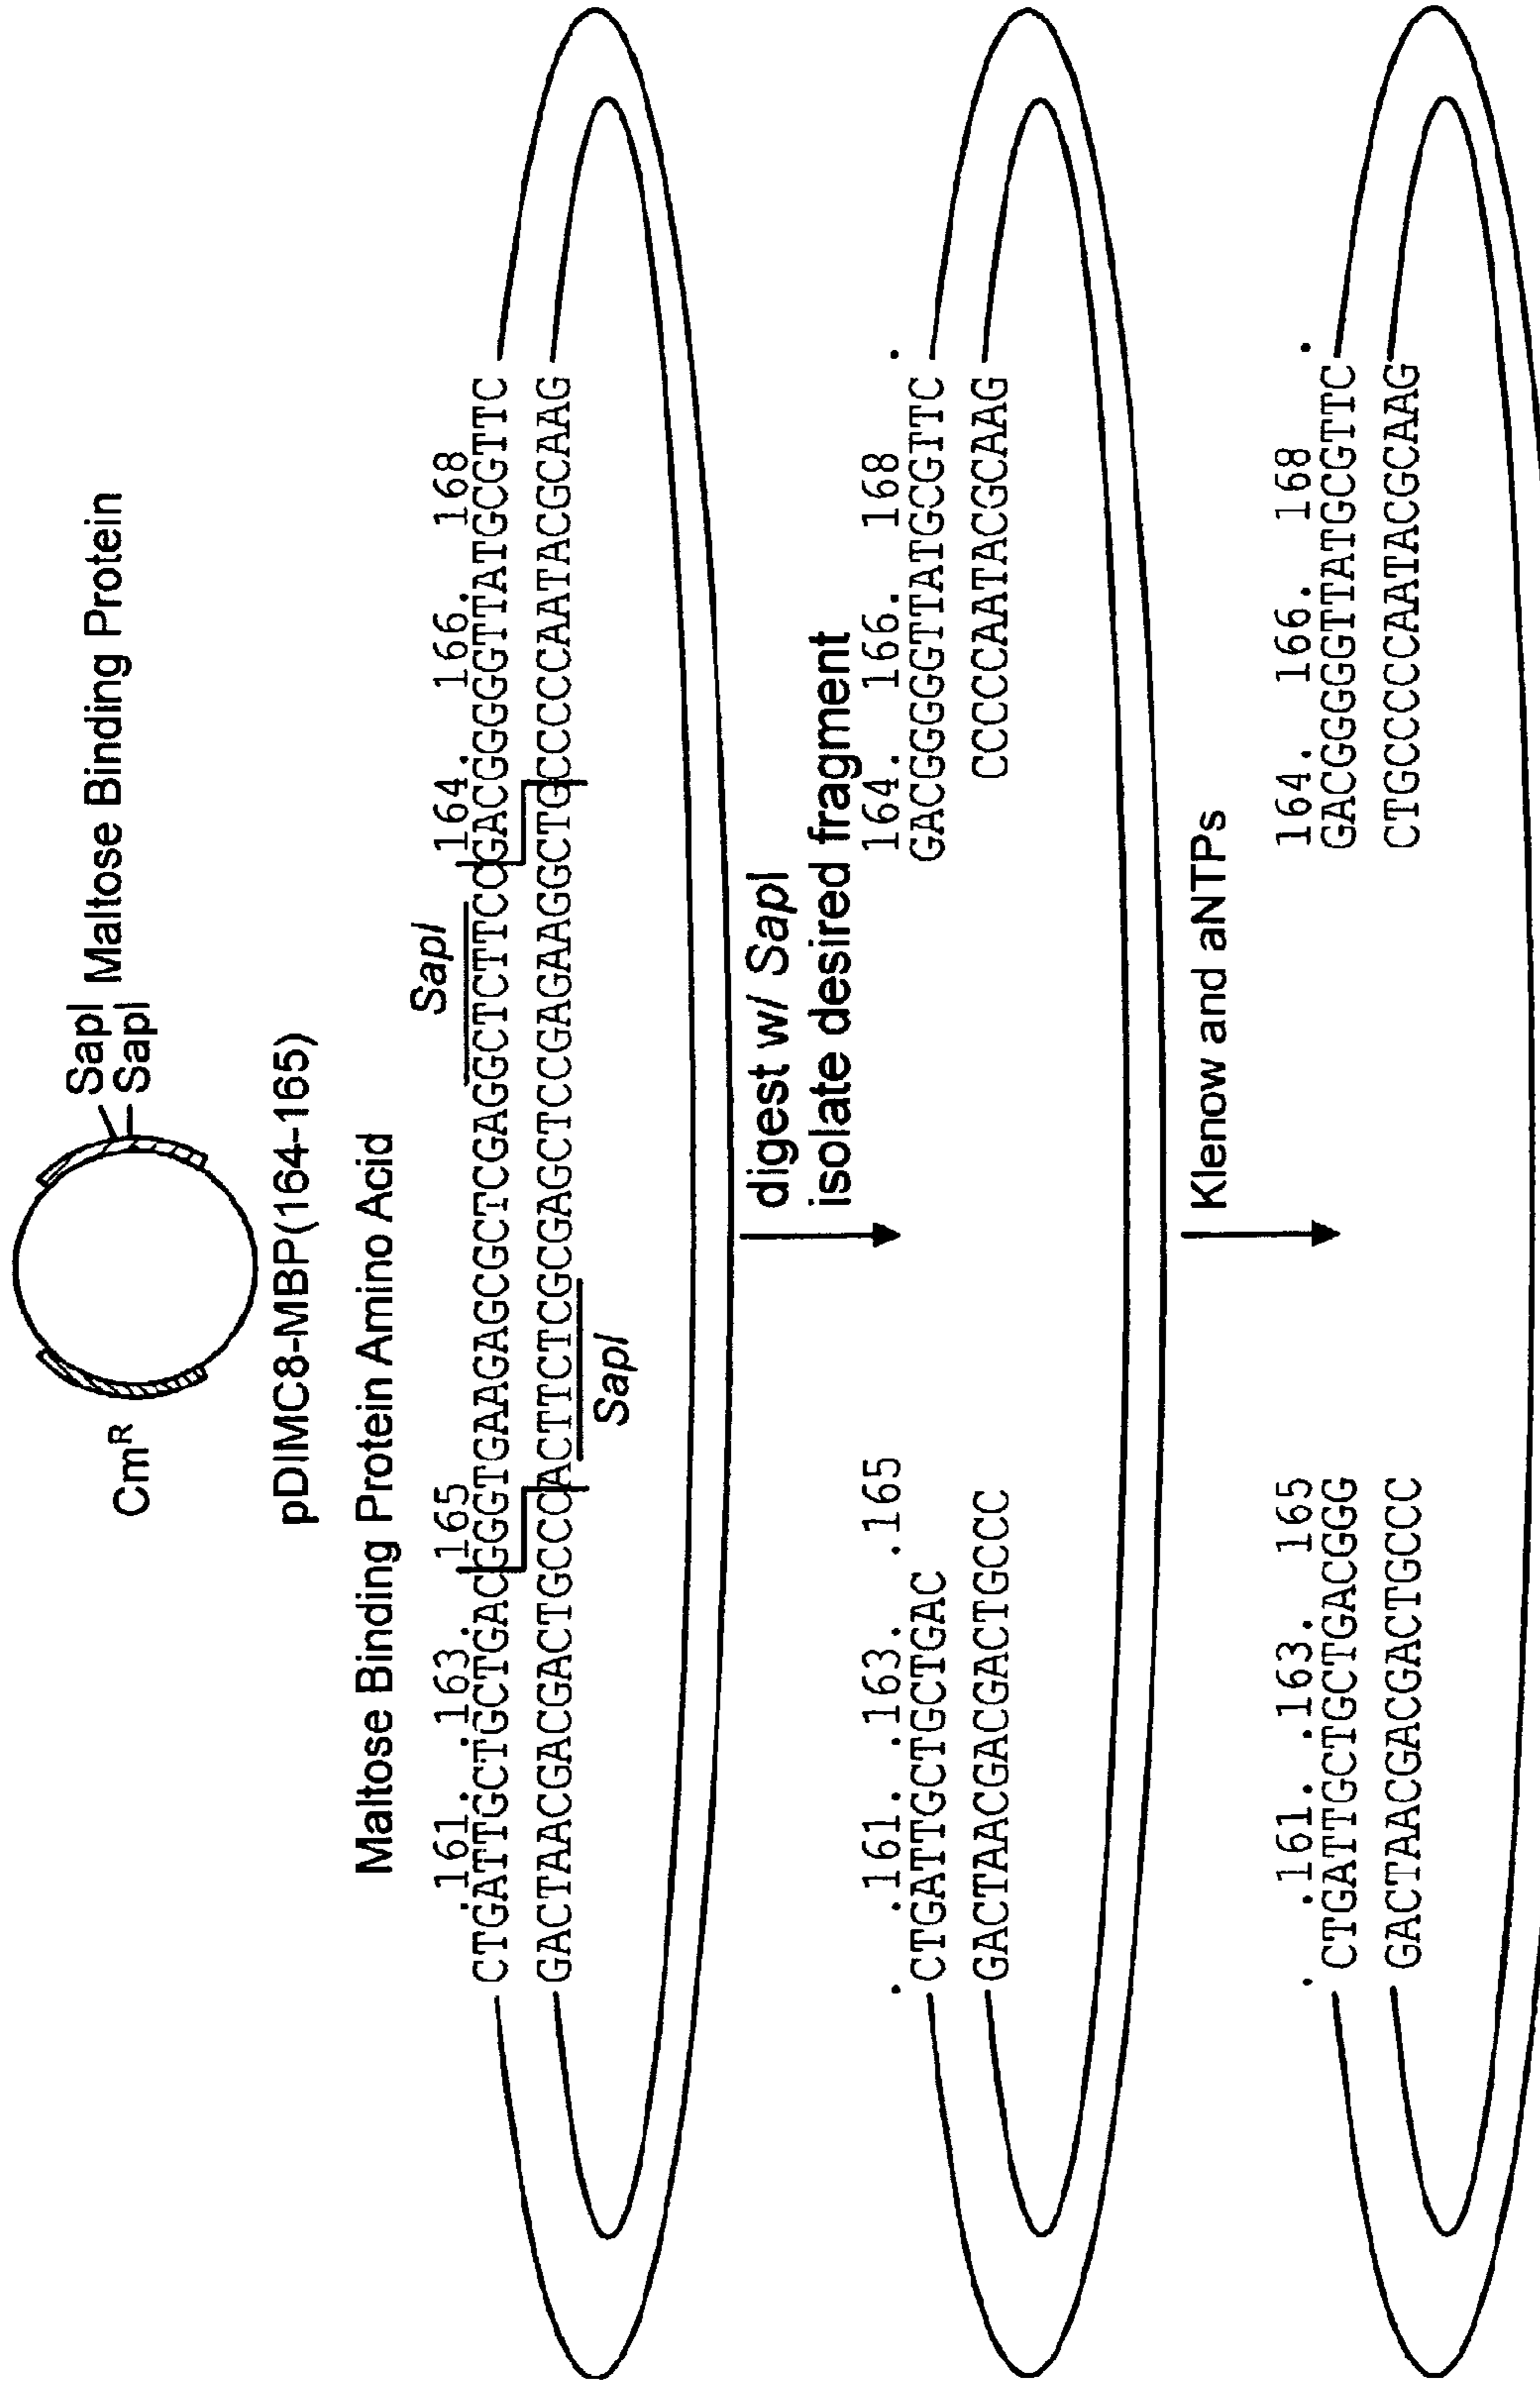 CmR
SapI
SapI
Maltose Binding Protein
pDIMC8-MBP(164-165)
Maltose Binding Protein Amino Acid
SapI
.161. .163. 165 164. 166. 168
CTGATTGCTGCTGACGGGTGAAGAGCGCTCGAGGCTCTTCCGACGGGGGTTATGCGTTC
GACTAACGACGACTGCCCACTTCTCGCGAGCTCCGAGAAGGCTGCCCCCAATACGCAAG
SapI
digest w/ SapI
isolate desired fragment
. .161. .163. .165 164. 166. 168 .
CTGATTGCTGCTGAC GACGGGGGTTATGCGTTC
GACTAACGACGACTGCCC CCCCCAATACGCAAG
Klenow and aNTPs
. .161. .163. 165 164. 166. 168 .
CTGATTGCTGCTGACGGG GACGGGGGTTATGCGTTC
GACTAACGACGACTGCCC CTGCCCCCAATACGCAAG